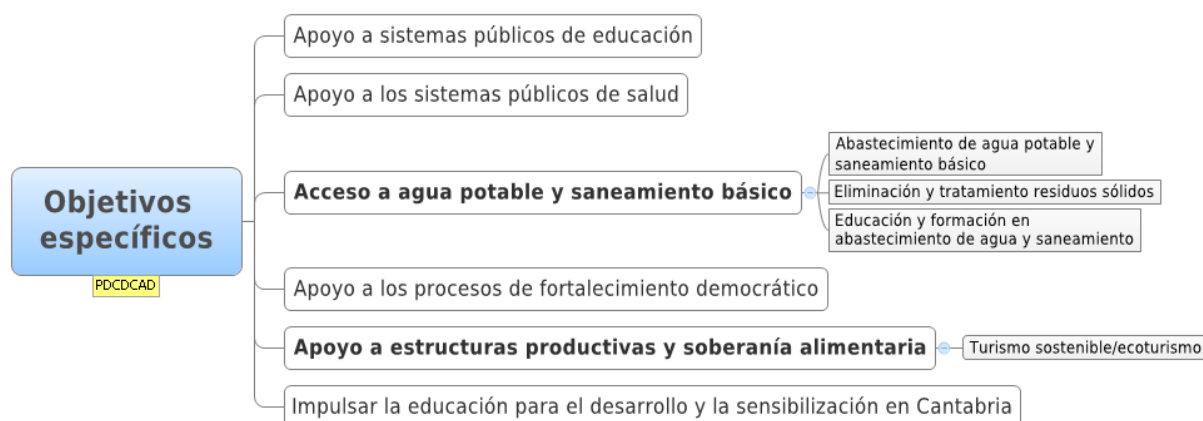 Objetivos
específicos
PDCDCAD
Apoyo a sistemas públicos de educación
Apoyo a los sistemas públicos de salud
Acceso a agua potable y saneamiento básico
Abastecimiento de agua potable y
saneamiento básico
Eliminación y tratamiento residuos sólidos
Educación y formación en
abastecimiento de agua y saneamiento
Apoyo a los procesos de fortalecimiento democrático
Apoyo a estructuras productivas y soberanía alimentaria
Turismo sostenible/ecoturismo
Impulsar la educación para el desarrollo y la sensibilización en Cantabria